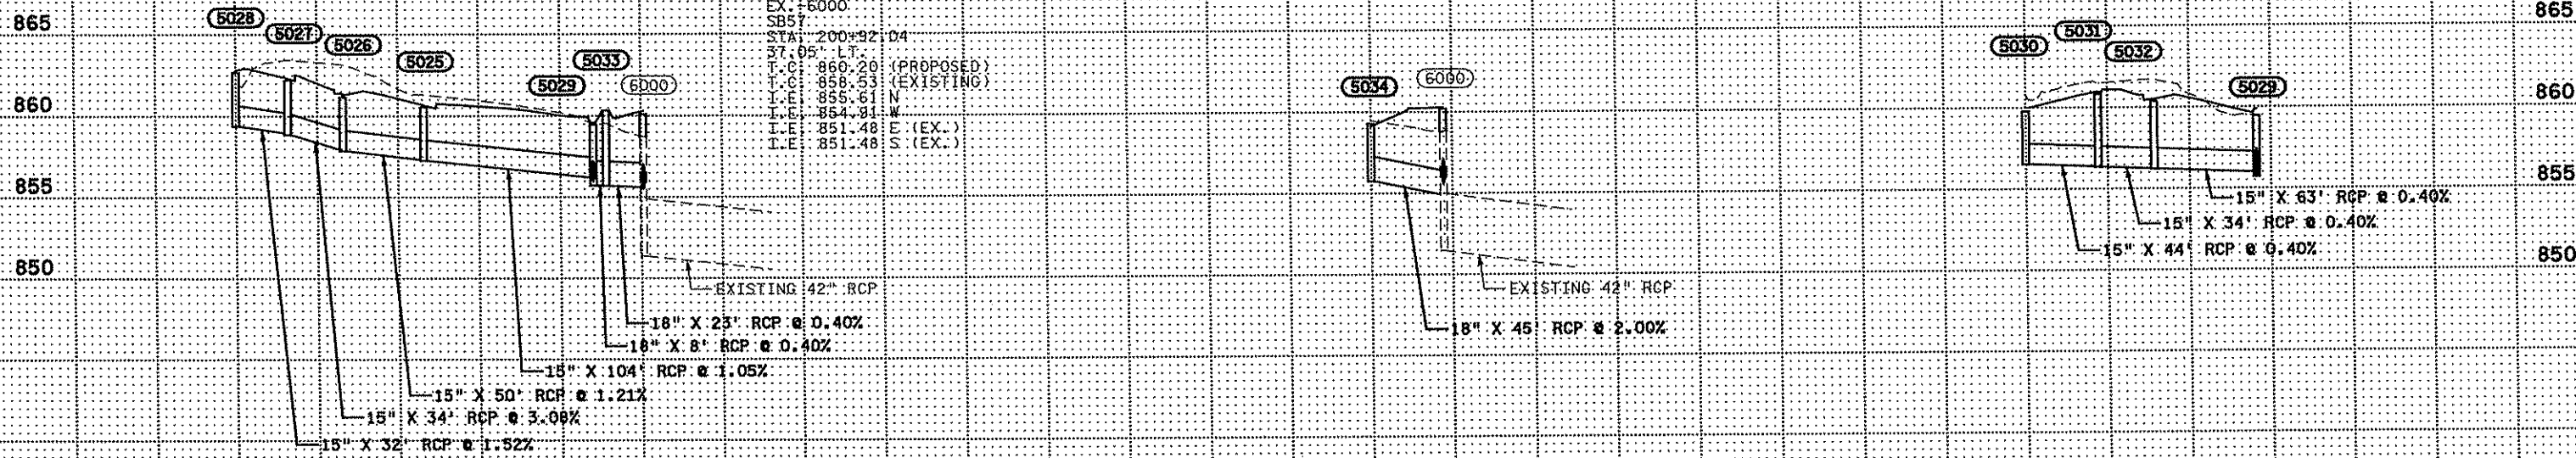 865
5028
5027
5026
5025
5029
5033
6000
EX.-6000
SB57
STA. 200+92.04
37.05' LT.
T.C. 860.20 (PROPOSED)
T.C. 858.53 (EXISTING)
I.E. 855.61 N
I.E. 854.91 W
I.E. 851.48 E (EX.)
I.E. 851.48 S (EX.)
5034
6000
5030
5031
5032
5029
865
860
860
855
855
850
850
EXISTING 42" RCP
18" X 23' RCP @ 0.40%
18" X 8' RCP @ 0.40%
15" X 104' RCP @ 1.05%
15" X 50' RCP @ 1.21%
15" X 34' RCP @ 3.08%
15" X 32' RCP @ 1.52%
EXISTING 42" RCP
18" X 45' RCP @ 2.00%
15" X 63' RCP @ 0.40%
15" X 34' RCP @ 0.40%
15" X 44' RCP @ 0.40%